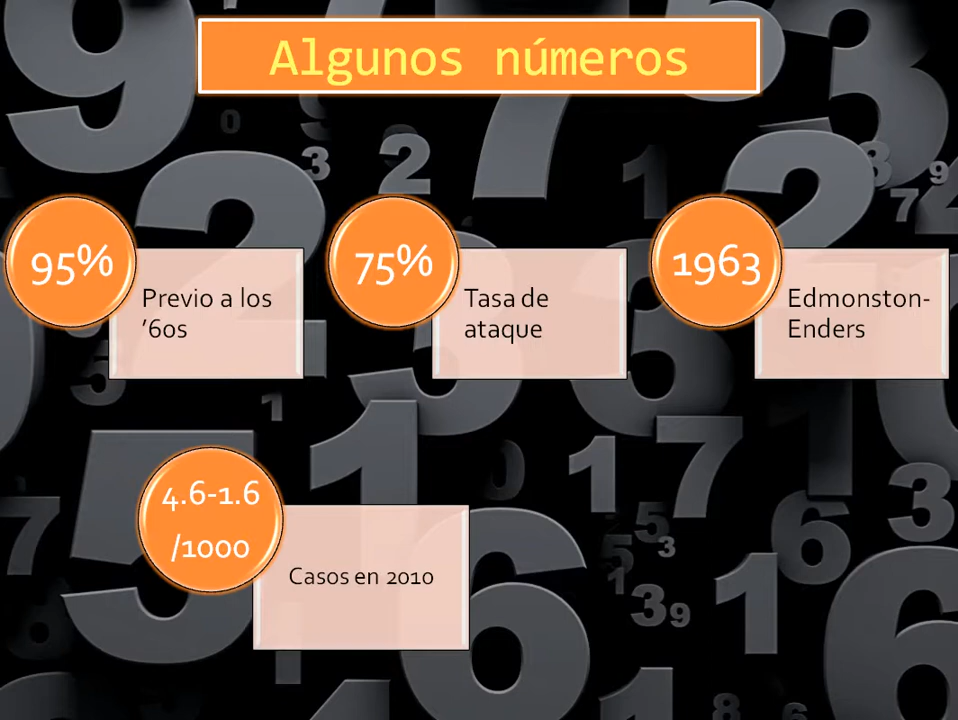 Algunos números
95%
Previo a los
’60s
75%
Tasa de
ataque
1963
Edmonston-
Enders
4.6-1.6
/1000
Casos en 2010